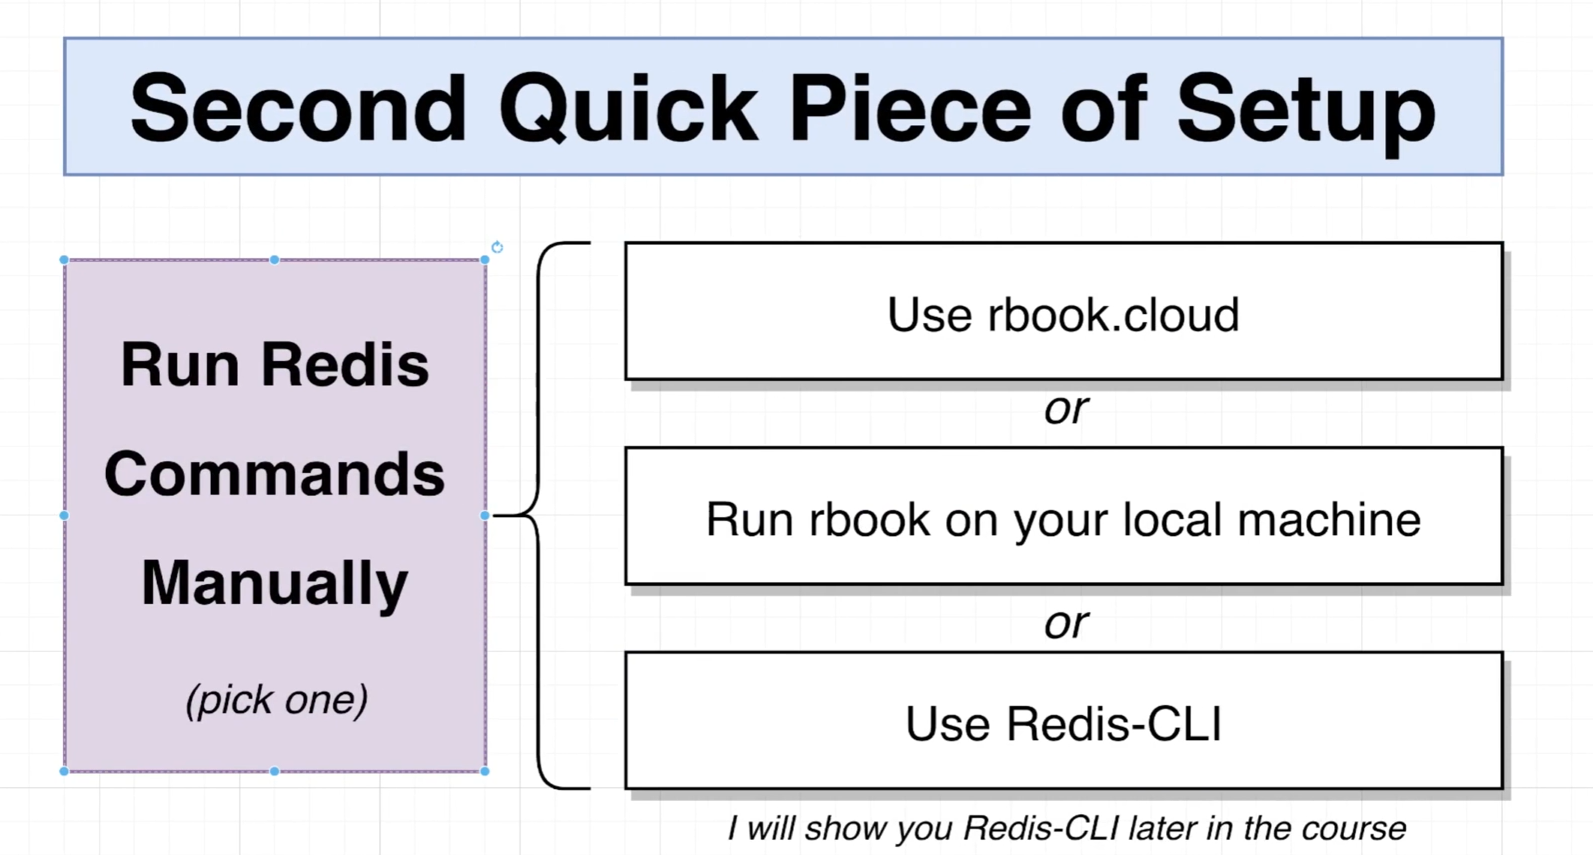 Second Quick Piece of Setup
Run Redis
Commands
Manually
(pick one)
Use rbook.cloud
or
Run rbook on your local machine
or
Use Redis-CLI
I will show you Redis-CLI later in the course